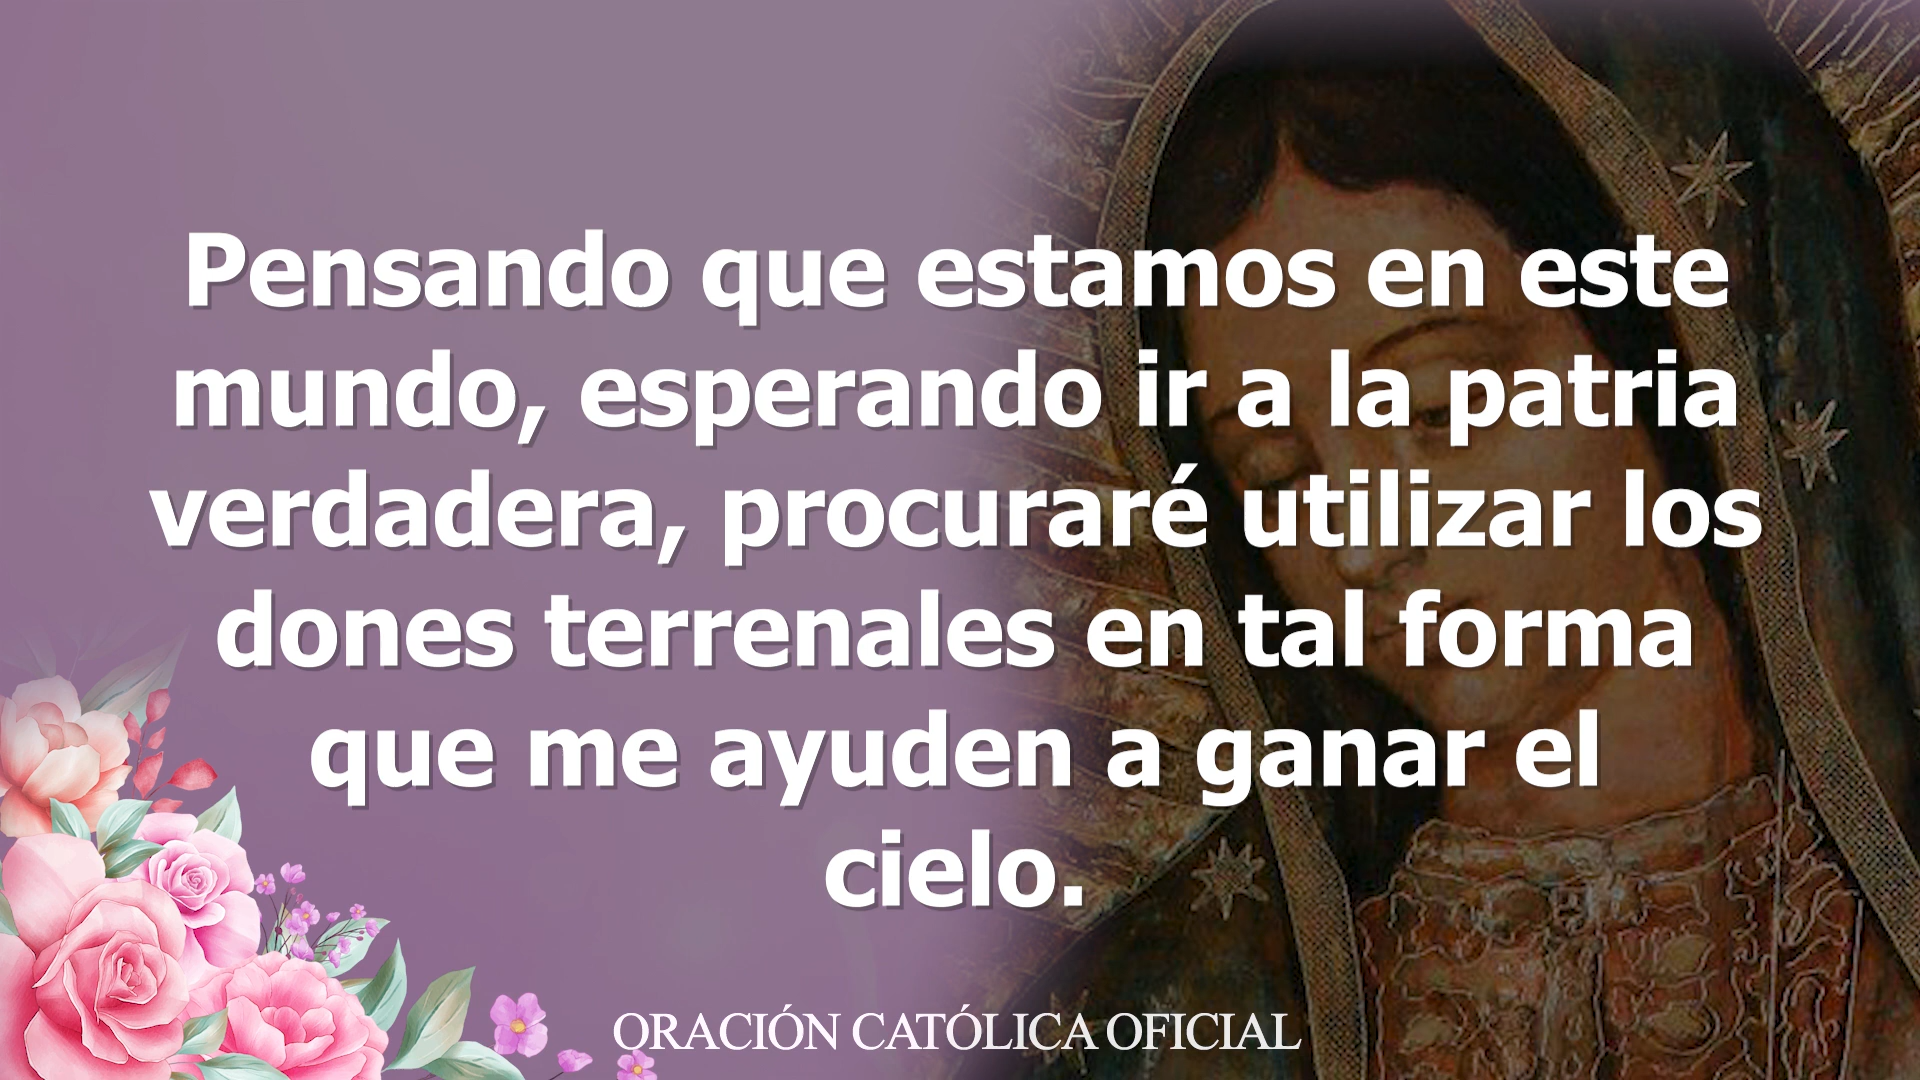 Pensando que estamos en este
mundo, esperando ir a la patria
verdadera, procuraré utilizar los
dones terrenales en tal forma
que me ayuden a ganar el
cielo.
ORACIÓN CATÓLICA OFICIAL